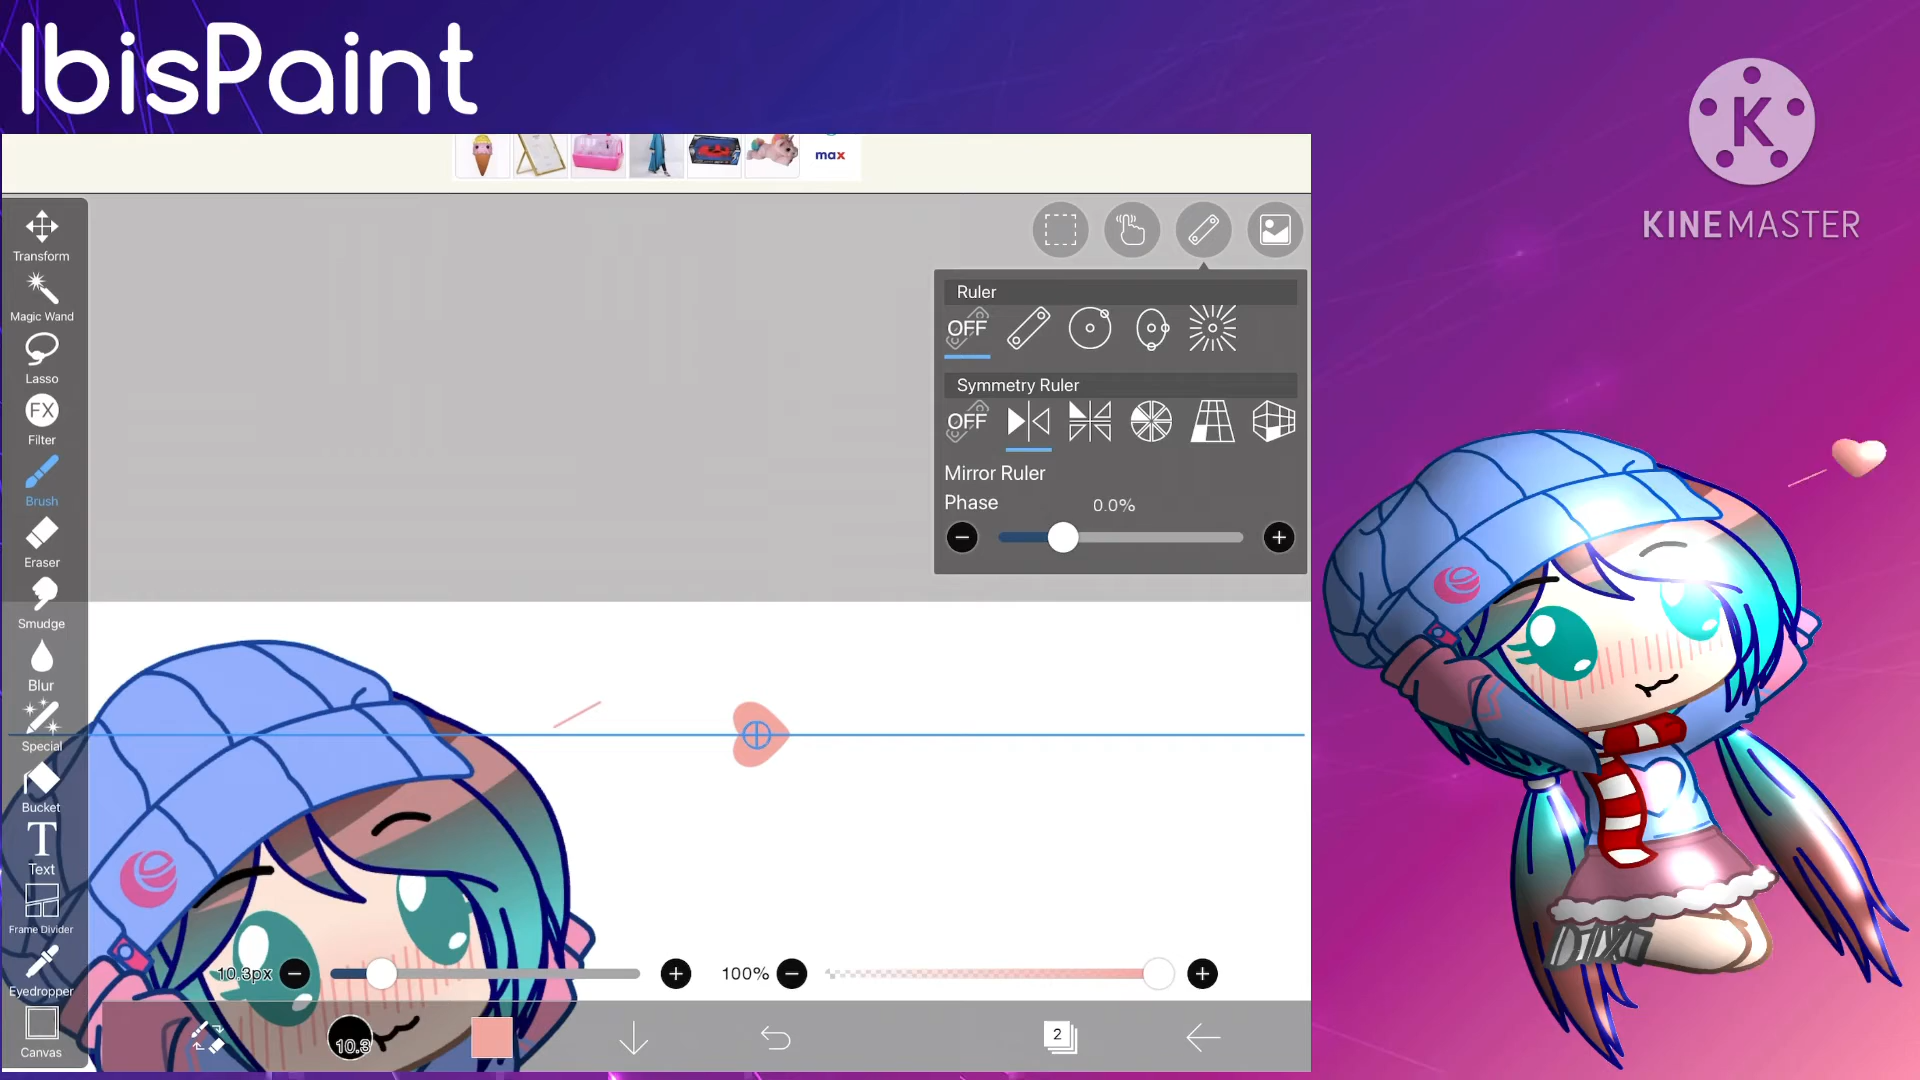 IbisPaint
K
KINEMASTER
max
Transform
Magic Wand
Lasso
FX
Filter
Brush
Eraser
Smudge
Blur
Special
Bucket
T
Text
Frame Divider
Eyedropper
Canvas
Ruler
OFF
Symmetry Ruler
OFF
Mirror Ruler
Phase 0.0%
10.3px
100%
10.3
2